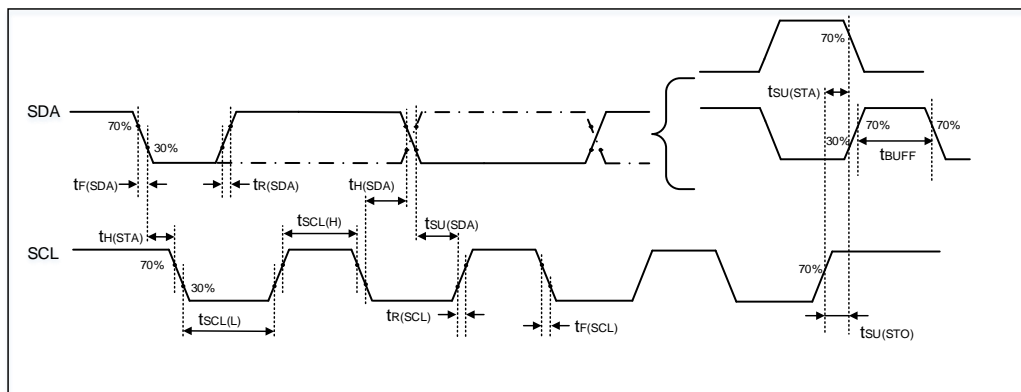 70%
tSU(STA)
SDA
70%
30%
30%
70%
70%
tBUFF
tF(SDA)
tR(SDA)
tH(SDA)
tSCL(H)
tSU(SDA)
tH(STA)
SCL
70%
30%
70%
tSCL(L)
tR(SCL)
tF(SCL)
tSU(STO)